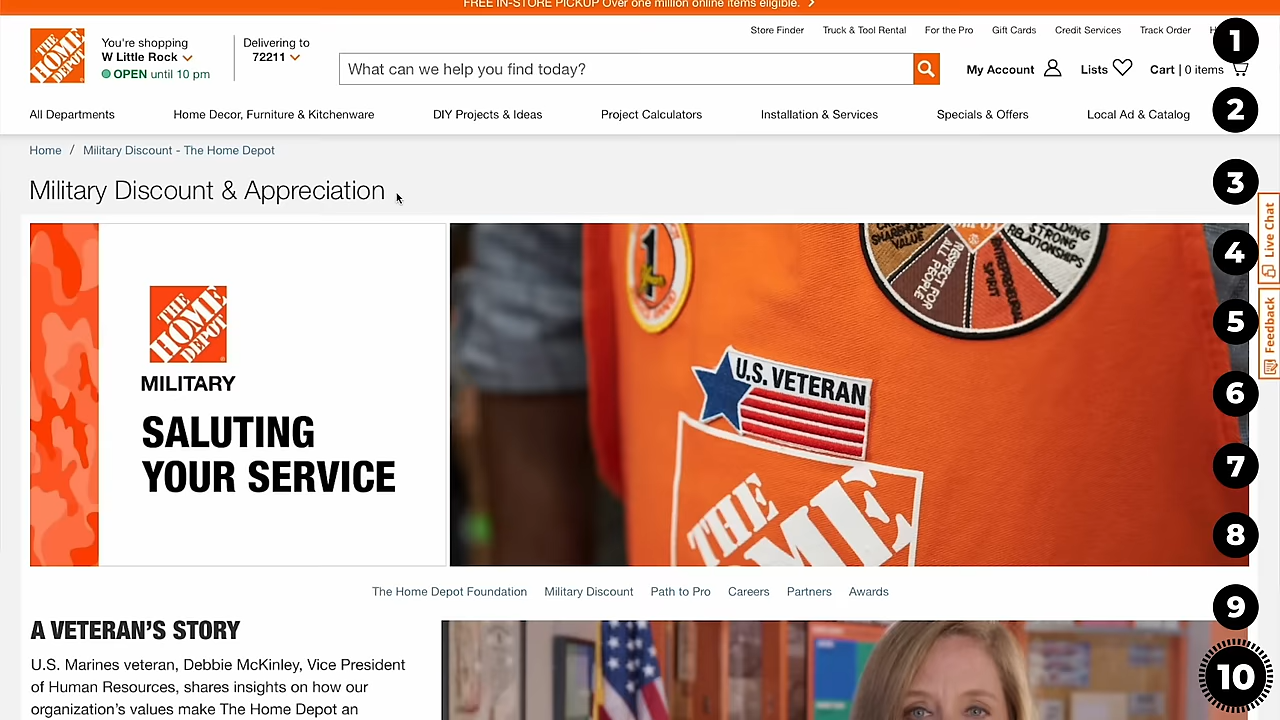 FREE IN-STORE PICKUP Over one million online items eligible.
Store Finder Truck & Tool Rental For the Pro Gift Cards Credit Services Track Order
THE HOME DEPOT
You're shopping
W Little Rock
OPEN until 10 pm
Delivering to
72211
What can we help you find today?
My Account Lists Cart | 0 items
All Departments Home Decor, Furniture & Kitchenware DIY Projects & Ideas Project Calculators Installation & Services Specials & Offers Local Ad & Catalog
Home / Military Discount - The Home Depot
Military Discount & Appreciation
THE HOME DEPOT
MILITARY
SALUTING
YOUR SERVICE
SHAREHOLDER VALUE
RESPECT FOR ALL PEOPLE
ENTREPRENEURIAL SPIRIT
STRONG RELATIONSHIPS
1
U.S. VETERAN
THE
HOME
The Home Depot Foundation Military Discount Path to Pro Careers Partners Awards
A VETERAN'S STORY
U.S. Marines veteran, Debbie McKinley, Vice President
of Human Resources, shares insights on how our
organization's values make The Home Depot an
Live Chat
Feedback
1
2
3
4
5
6
7
8
9
10